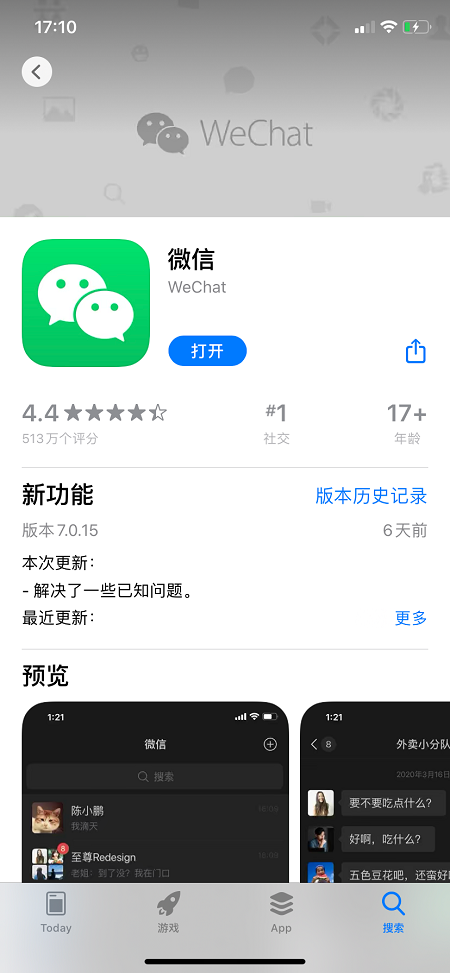 17:10
WeChat
微信
WeChat
打开
4.4
#1
17+
513万个评分
社交
年龄
新功能
版本历史记录
版本 7.0.15
6天前
本次更新：
- 解决了一些已知问题。
最近更新：
更多
预览
1:21
微信
搜索
陈小鹏
我滴天
8
至尊Redesign
老姐：到了没？我在门口
1:21
8
外卖小分队
2020年3月16日
要不要吃点什么？
好啊，吃什么？
五色豆花吧，还蛮好
Today
游戏
App
搜索